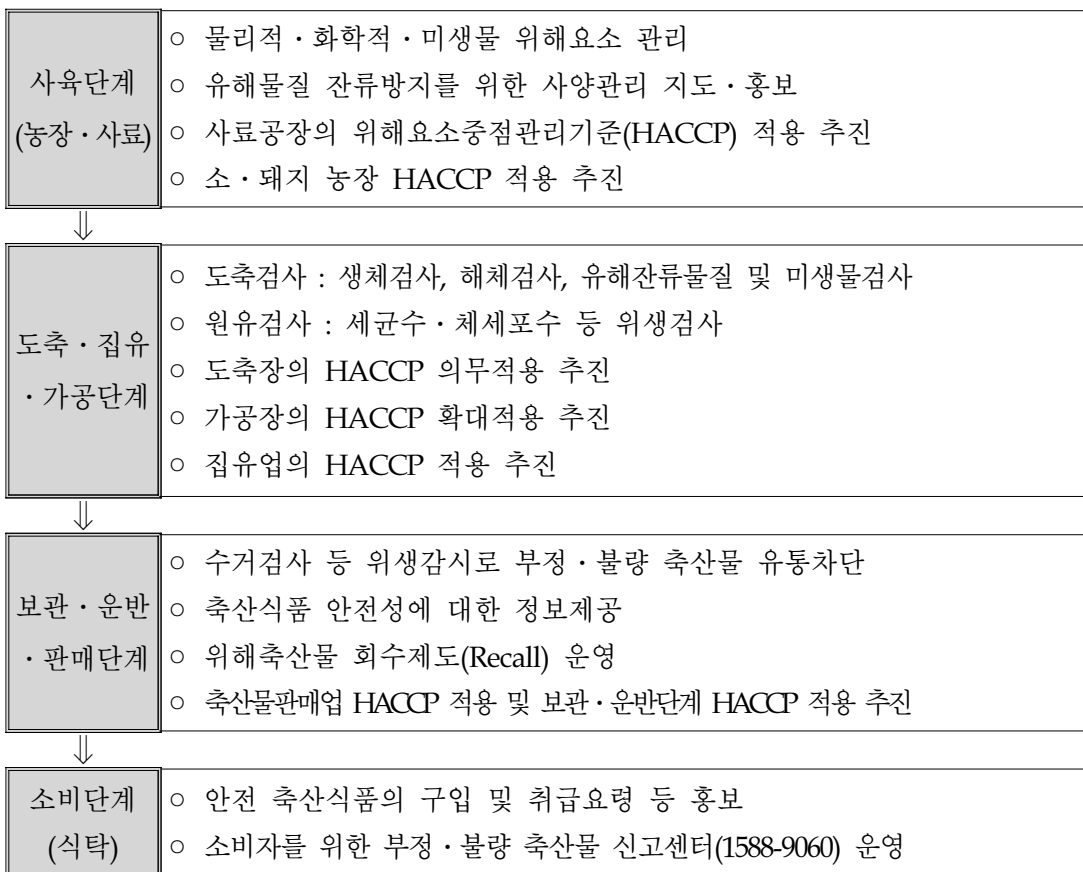 사육단계
(농장·사료)
○ 물리적·화학적·미생물 위해요소 관리
○ 유해물질 잔류방지를 위한 사양관리 지도·홍보
○ 사료공장의 위해요소중점관리기준(HACCP) 적용 추진
○ 소·돼지 농장 HACCP 적용 추진
⇓
도축·집유
·가공단계
○ 도축검사 : 생체검사, 해체검사, 유해잔류물질 및 미생물검사
○ 원유검사 : 세균수·체세포수 등 위생검사
○ 도축장의 HACCP 의무적용 추진
○ 가공장의 HACCP 확대적용 추진
○ 집유업의 HACCP 적용 추진
⇓
보관·운반
·판매단계
○ 수거검사 등 위생감시로 부정·불량 축산물 유통차단
○ 축산식품 안전성에 대한 정보제공
○ 위해축산물 회수제도(Recall) 운영
○ 축산물판매업 HACCP 적용 및 보관·운반단계 HACCP 적용 추진
⇓
소비단계
(식탁)
○ 안전 축산식품의 구입 및 취급요령 등 홍보
○ 소비자를 위한 부정·불량 축산물 신고센터(1588-9060) 운영